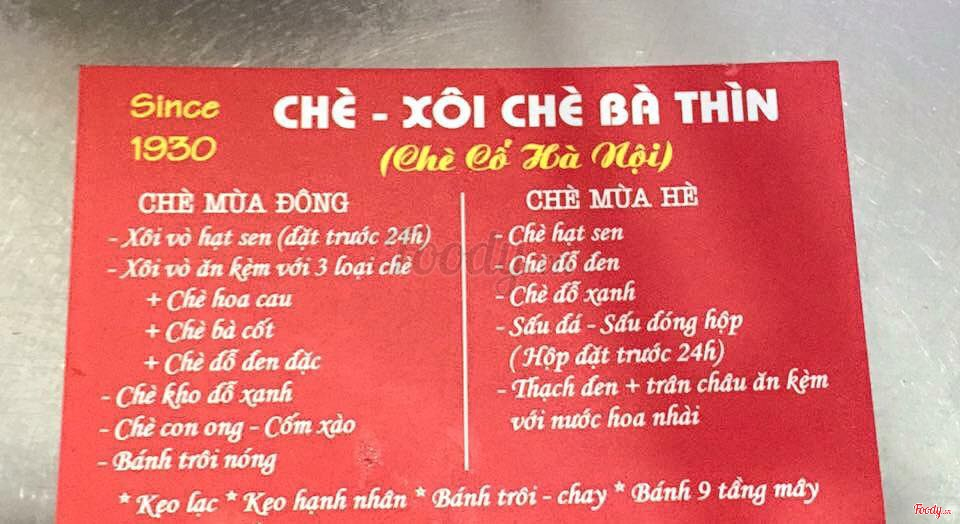 Since
1930
CHÈ - XÔI CHÈ BÀ THÌN
(Chè Cổ Hà Nội)
CHÈ MÙA ĐÔNG
- Xôi vò hạt sen (đặt trước 24h)
- Xôi vò ăn kèm với 3 loại chè
+ Chè hoa cau
+ Chè bà cốt
+ Chè đỗ đen đặc
- Chè kho đỗ xanh
- Chè con ong - Cốm xào
- Bánh trôi nóng
CHÈ MÙA HÈ
- Chè hạt sen
- Chè đỗ đen
- Chè đỗ xanh
- Sấu đá - Sấu đóng hộp
( Hộp đặt trước 24h)
- Thạch đen + trân châu ăn kèm
với nước hoa nhài
* Kẹo lạc * Kẹo hạnh nhân * Bánh trôi - chay * Bánh 9 tầng mây
foody
Foody.vn